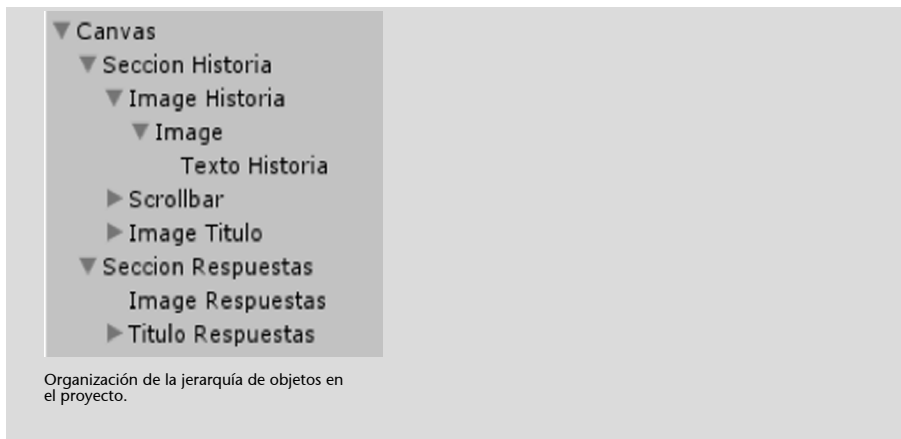 Canvas
Seccion Historia
Image Historia
Image
Texto Historia
Scrollbar
Image Titulo
Seccion Respuestas
Image Respuestas
Titulo Respuestas
Organización de la jerarquía de objetos en
el proyecto.